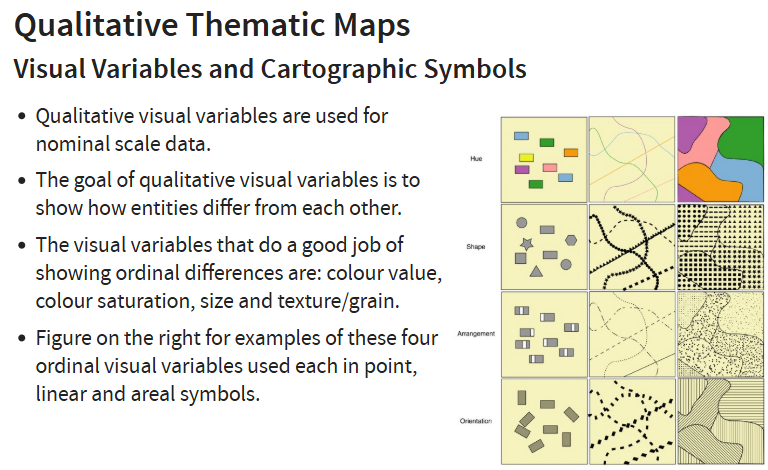 Qualitative Thematic Maps
Visual Variables and Cartographic Symbols
• Qualitative visual variables are used for
nominal scale data.
• The goal of qualitative visual variables is to
show how entities differ from each other.
• The visual variables that do a good job of
showing ordinal differences are: colour value,
colour saturation, size and texture/grain.
• Figure on the right for examples of these four
ordinal visual variables used each in point,
linear and areal symbols.
Hue
Shape
Arrangement
Orientation